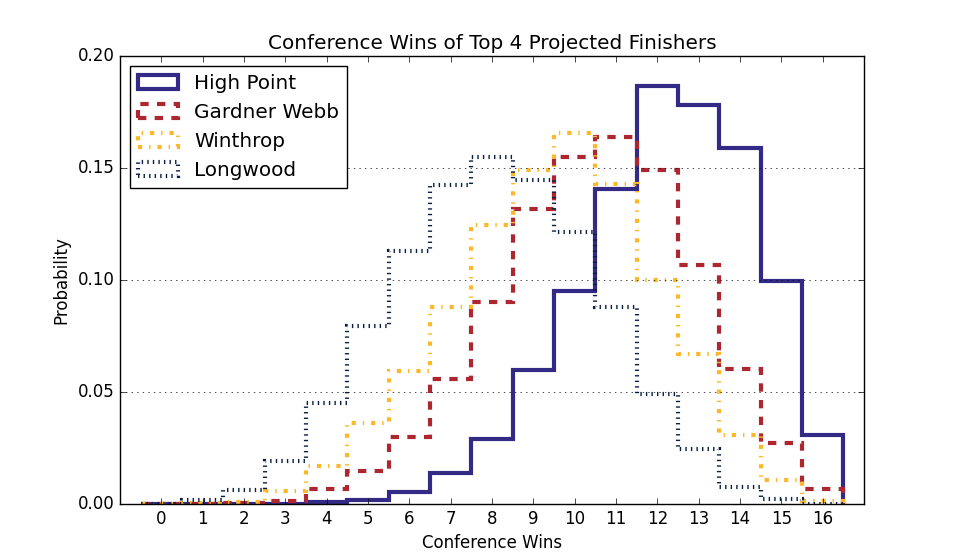 Conference Wins of Top 4 Projected Finishers
High Point
Gardner Webb
Winthrop
Longwood
Probability
0.20
0.15
0.10
0.05
0.00
0 1 2 3 4 5 6 7 8 9 10 11 12 13 14 15 16
Conference Wins